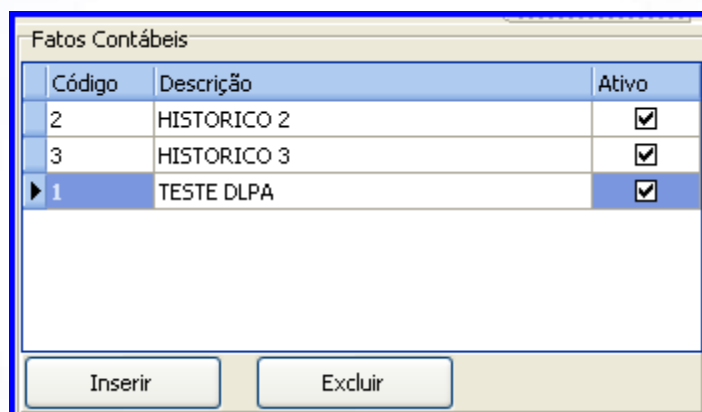 Fatos Contábeis
Código Descrição Ativo
2 HISTORICO 2
3 HISTORICO 3
1 TESTE DLPA
Inserir Excluir